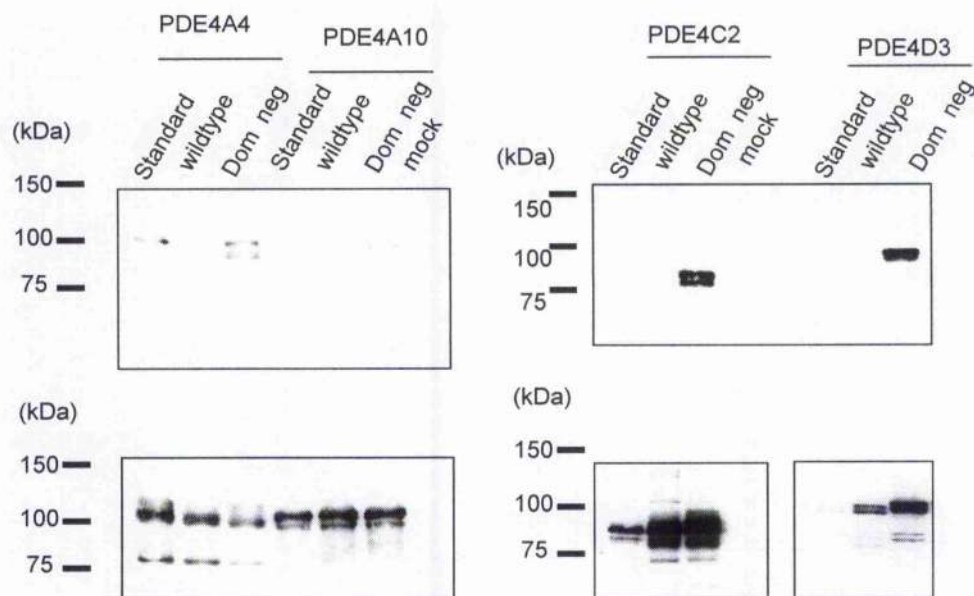 PDE4A4
PDE4A10
Standard
wildtype
Dom neg
Standard
wildtype
Dom neg
mock
(kDa)
150
100
75
(kDa)
150
100
75
PDE4C2
PDE4D3
Standard
wildtype
Dom neg
mock
Standard
wildtype
Dom neg
(kDa)
150
100
75
(kDa)
150
100
75